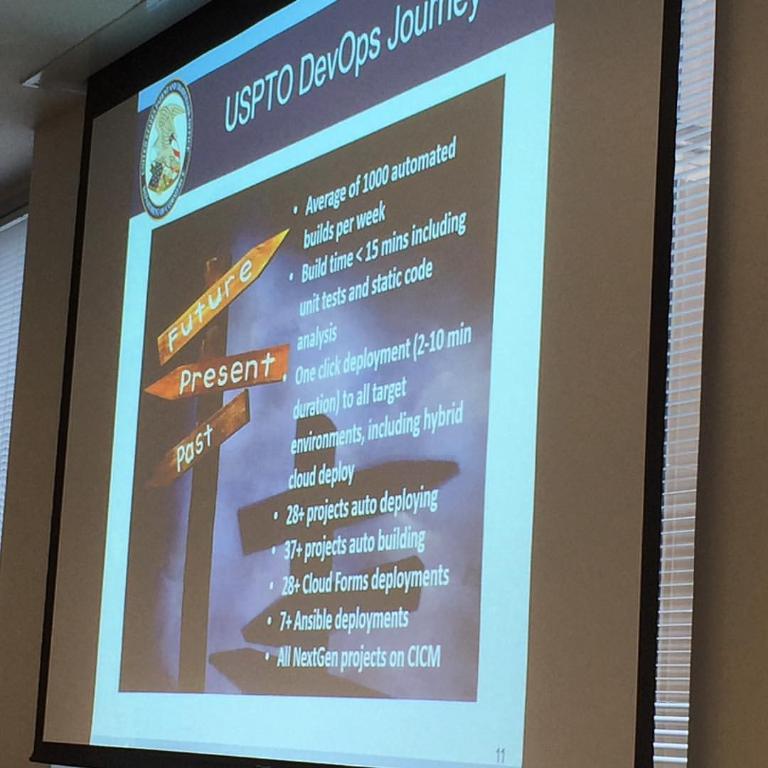 USPTO DevOps Journey
• Average of 1000 automated
builds per week
• Build time < 15 mins including
unit tests and static code
analysis
• One click deployment (2-10 min
duration) to all target
environments, including hybrid
cloud deploy
• 28+ projects auto deploying
• 37+ projects auto building
• 28+ Cloud Forms deployments
• 7+ Ansible deployments
• All NextGen projects on CICM
Future
Present
Past
11